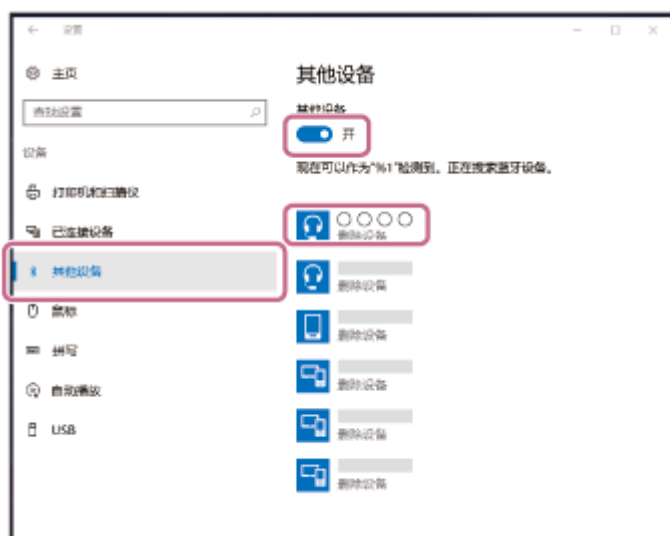 设置
主页
其他设备
查找设置
其他设备
开
设备
现在可以作为"%1"检测到。正在搜索蓝牙设备。
打印机和扫描仪
已连接设备
○○○○
删除设备
其他设备
删除设备
鼠标
删除设备
拼写
自动播放
删除设备
USB
删除设备
删除设备